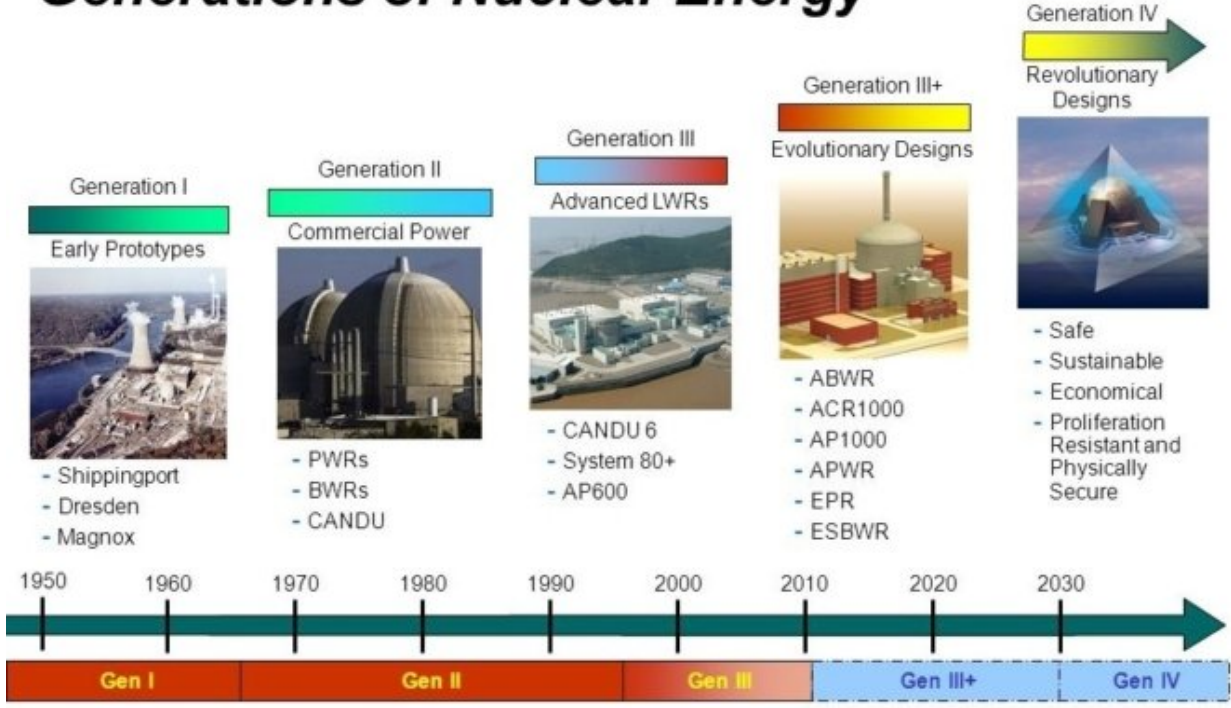 Generations of Nuclear Energy
Generation I
Early Prototypes
- Shippingport
- Dresden
- Magnox
Generation II
Commercial Power
- PWRs
- BWRs
- CANDU
Generation III
Advanced LWRs
- CANDU 6
- System 80+
- AP600
Generation III+
Evolutionary Designs
- ABWR
- ACR1000
- AP1000
- APWR
- EPR
- ESBWR
Generation IV
Revolutionary
Designs
- Safe
- Sustainable
- Economical
- Proliferation
Resistant and
Physically
Secure
1950 1960 1970 1980 1990 2000 2010 2020 2030
Gen I Gen II Gen III Gen III+ Gen IV